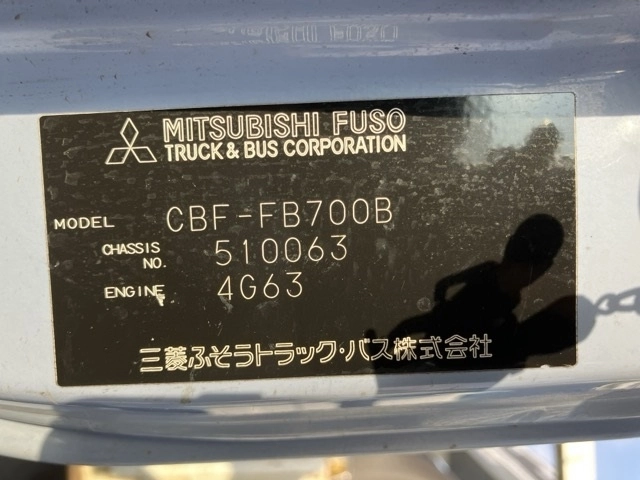 MITSUBISHI FUSO
TRUCK & BUS CORPORATION
MODEL CBF-FB700B
CHASSIS NO. 510063
ENGINE 4G63
三菱ふそうトラック・バス株式会社